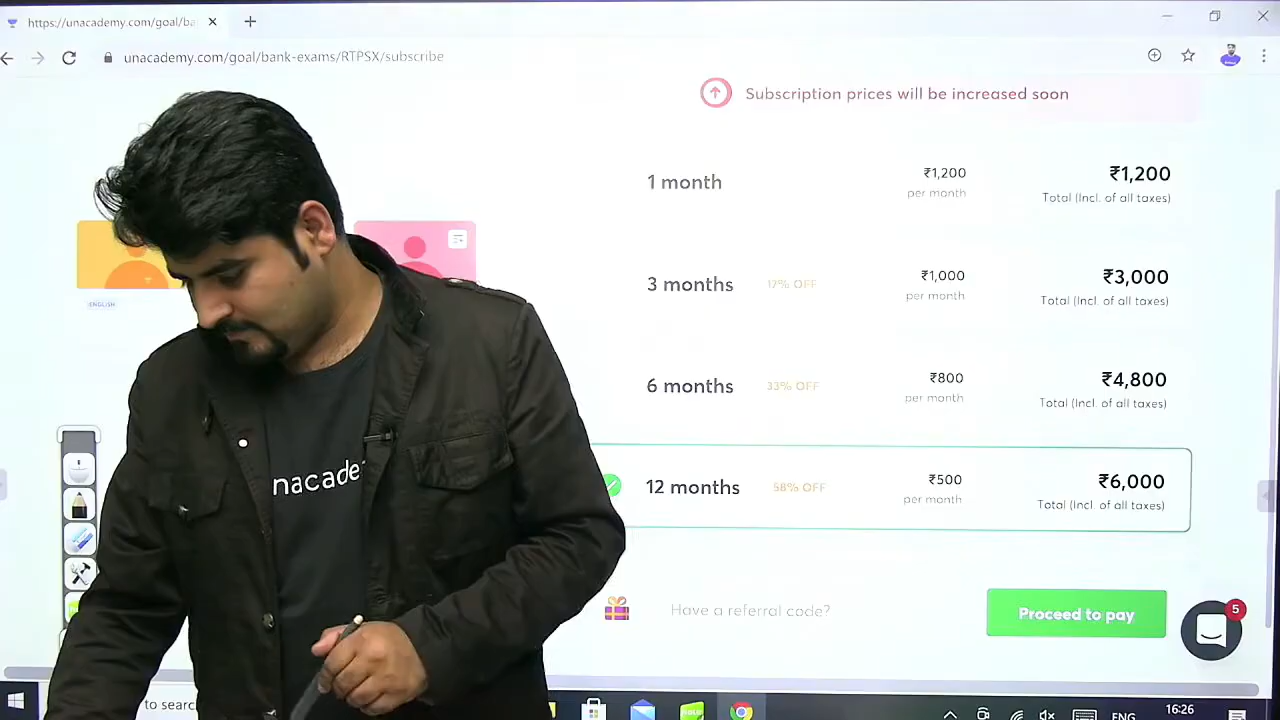 https://unacademy.com/goal/ba
unacademy.com/goal/bank-exams/RTPSX/subscribe
Subscription prices will be increased soon
1 month
₹1,200
per month
₹1,200
Total (Incl. of all taxes)
3 months
17% OFF
₹1,000
per month
₹3,000
Total (Incl. of all taxes)
6 months
33% OFF
₹800
per month
₹4,800
Total (Incl. of all taxes)
12 months
58% OFF
₹500
per month
₹6,000
Total (Incl. of all taxes)
Have a referral code?
Proceed to pay
5
ENGLISH
nacade
to searc
ENG
16:26